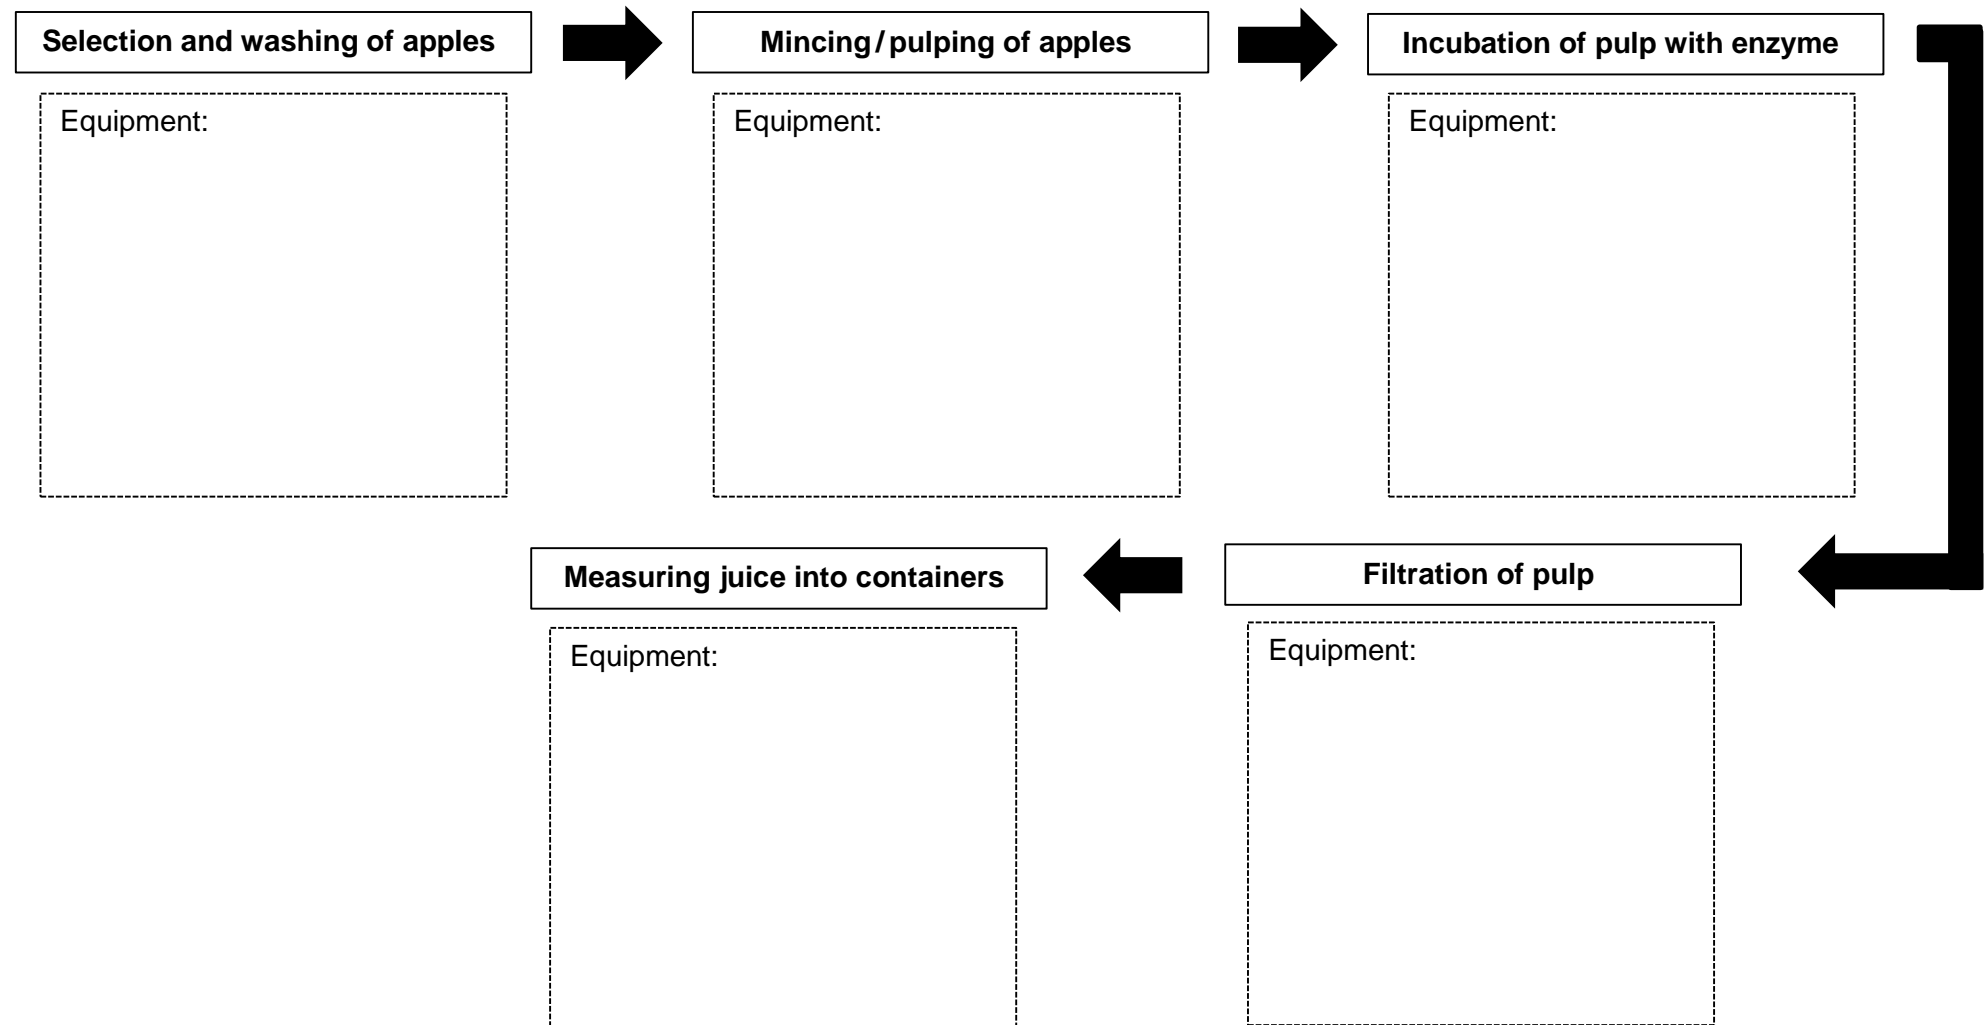 Selection and washing of apples
Mincing/pulping of apples
Incubation of pulp with enzyme
Equipment:
Equipment:
Equipment:
Filtration of pulp
Measuring juice into containers
Equipment:
Equipment: